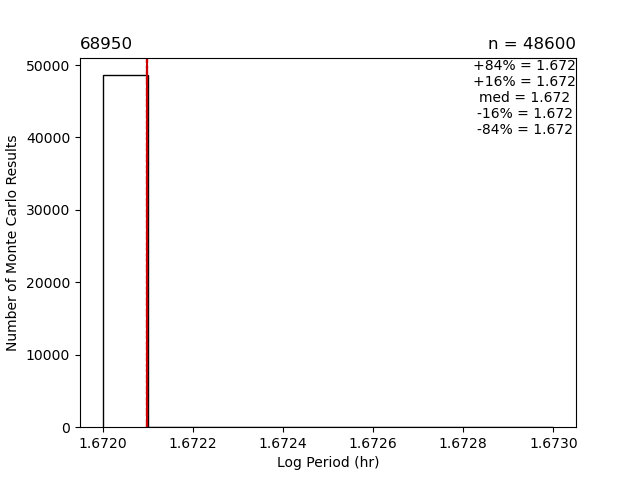 68950
n = 48600
+84% = 1.672
+16% = 1.672
med = 1.672
-16% = 1.672
-84% = 1.672
50000
40000
30000
20000
10000
0
Number of Monte Carlo Results
1.6720 1.6722 1.6724 1.6726 1.6728 1.6730
Log Period (hr)